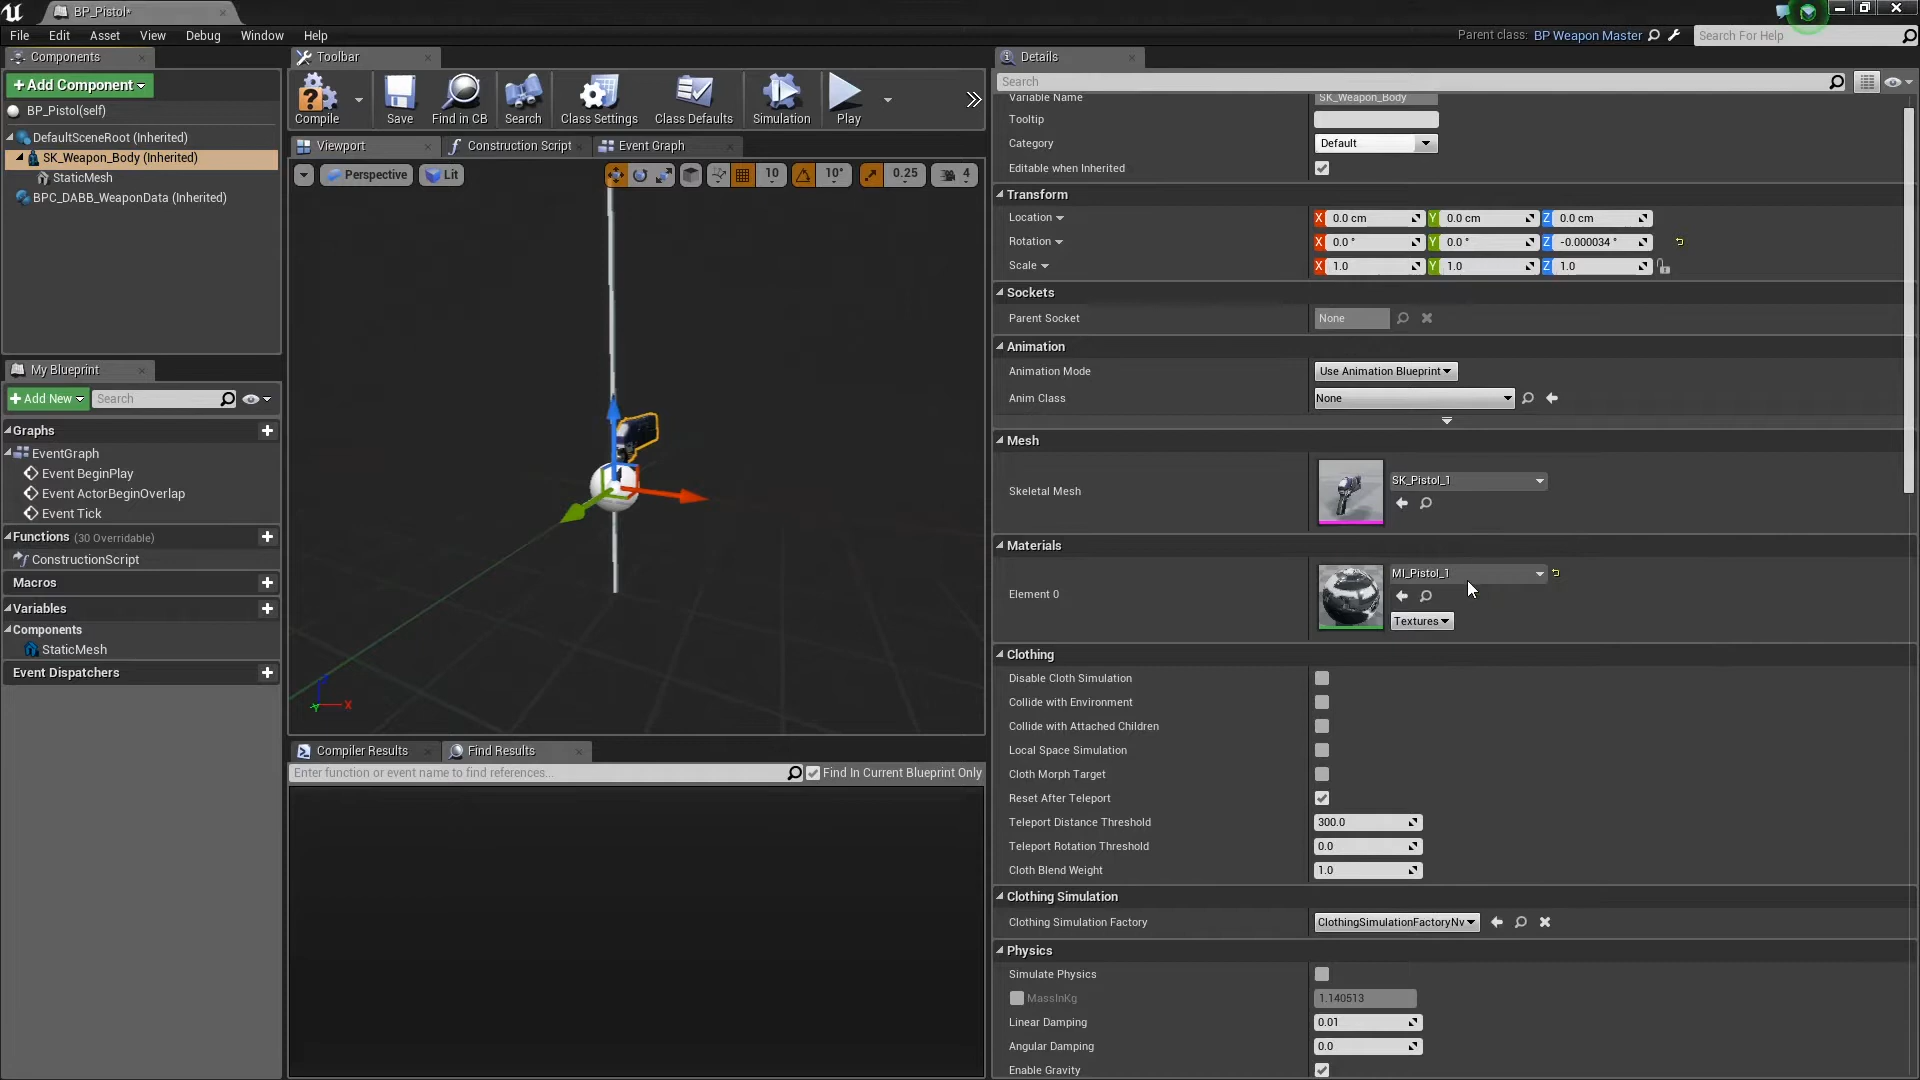 BP_Pistol*
File Edit Asset View Debug Window Help
Parent class: BP Weapon Master
Search For Help
Components
+Add Component
BP_Pistol(self)
DefaultSceneRoot (Inherited)
SK_Weapon_Body (Inherited)
StaticMesh
BPC_DABB_WeaponData (Inherited)
My Blueprint
+Add New
Search
Graphs
EventGraph
Event BeginPlay
Event ActorBeginOverlap
Event Tick
Functions (30 Overridable)
ConstructionScript
Macros
Variables
Components
StaticMesh
Event Dispatchers
Toolbar
Compile Save Find in CB Search Class Settings Class Defaults Simulation Play
Viewport Construction Script Event Graph
Perspective Lit 10 10° 0.25 4
X
Y
Compiler Results Find Results
Enter function or event name to find references...
Find In Current Blueprint Only
Details
Search
Variable Name SK_Weapon_Body
Tooltip
Category Default
Editable when Inherited
Transform
Location X 0.0 cm Y 0.0 cm Z 0.0 cm
Rotation X 0.0 ° Y 0.0 ° Z -0.000034 °
Scale X 1.0 Y 1.0 Z 1.0
Sockets
Parent Socket None
Animation
Animation Mode Use Animation Blueprint
Anim Class None
Mesh
Skeletal Mesh SK_Pistol_1
Materials
Element 0 MI_Pistol_1
Textures
Clothing
Disable Cloth Simulation
Collide with Environment
Collide with Attached Children
Local Space Simulation
Cloth Morph Target
Reset After Teleport
Teleport Distance Threshold 300.0
Teleport Rotation Threshold 0.0
Cloth Blend Weight 1.0
Clothing Simulation
Clothing Simulation Factory ClothingSimulationFactoryNv
Physics
Simulate Physics
MassInKg 1.140513
Linear Damping 0.01
Angular Damping 0.0
Enable Gravity